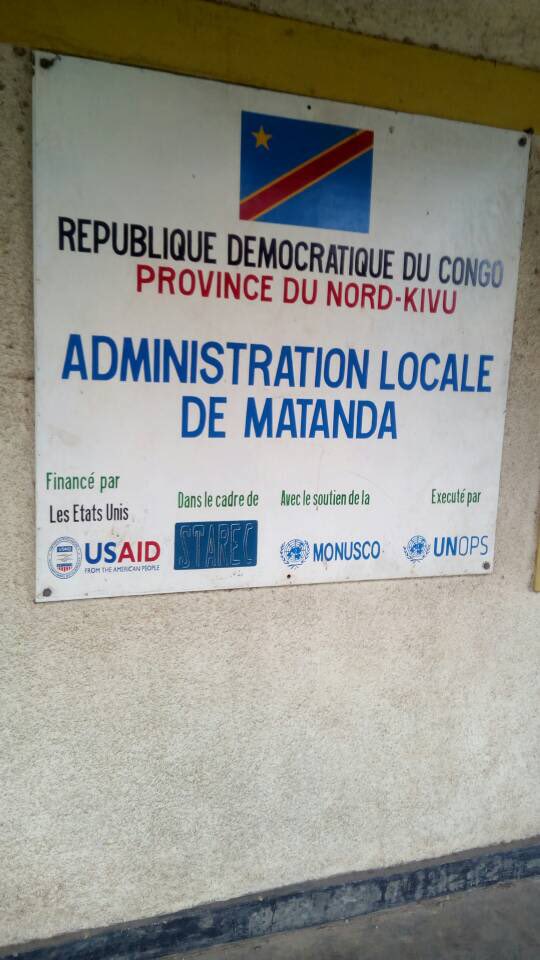 REPUBLIQUE DEMOCRATIQUE DU CONGO
PROVINCE DU NORD-KIVU
ADMINISTRATION LOCALE
DE MATANDA
Financé par
Les Etats Unis
USAID
FROM THE AMERICAN PEOPLE
Dans le cadre de
STAREC
Avec le soutien de la
MONUSCO
Executé par
UNOPS